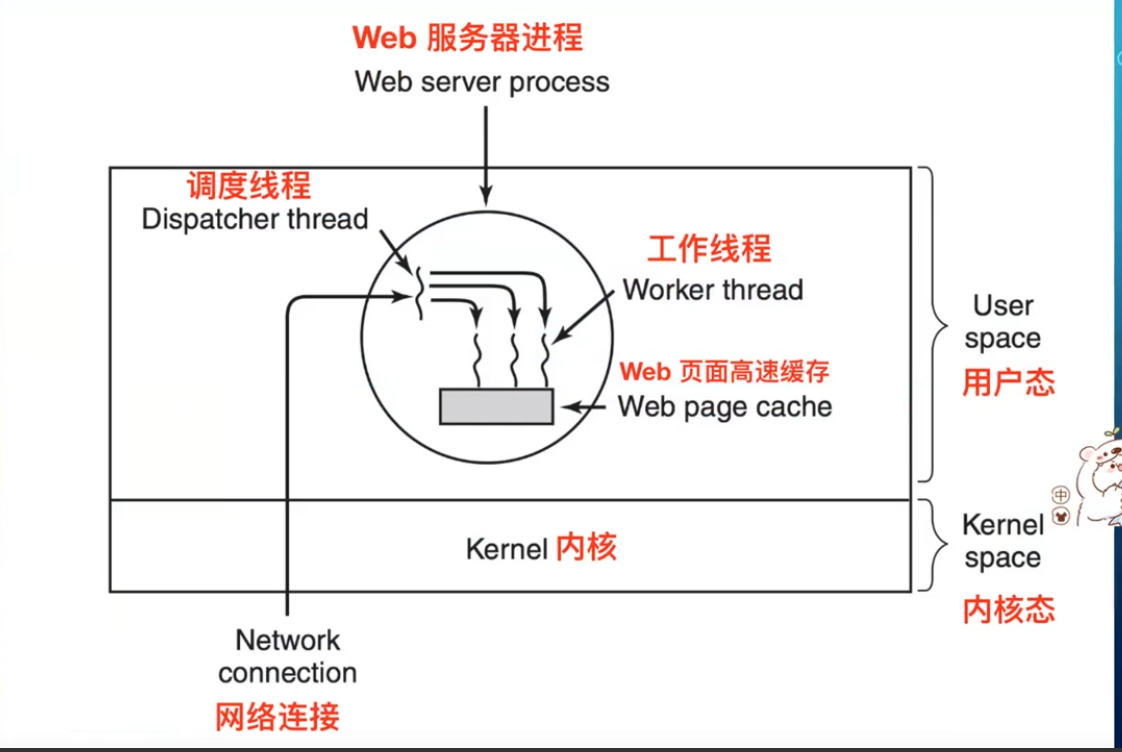 Web 服务器进程
Web server process
调度线程
Dispatcher thread
工作线程
Worker thread
Web 页面高速缓存
Web page cache
User
space
用户态
中
Kernel 内核
Kernel
space
内核态
Network
connection
网络连接